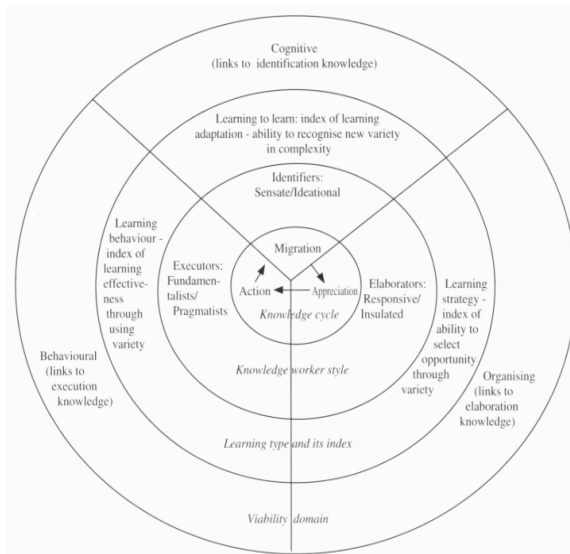 Cognitive
(links to identification knowledge)
Learning to learn: index of learning
adaptation - ability to recognise new variety
in complexity
Identifiers:
Sensate/Ideational
Learning
behaviour -
index of
learning
effective-
ness
through
using
variety
Executors:
Fundamen-
talists/
Pragmatists
Migration
Action
Appreciation
Knowledge cycle
Elaborators:
Responsive/
Insulated
Learning
strategy -
index of
ability to
select
opportunity
through
variety
Behavioural
(links to
execution
knowledge)
Organising
(links to
elaboration
knowledge)
Knowledge worker style
Learning type and its index
Viability domain